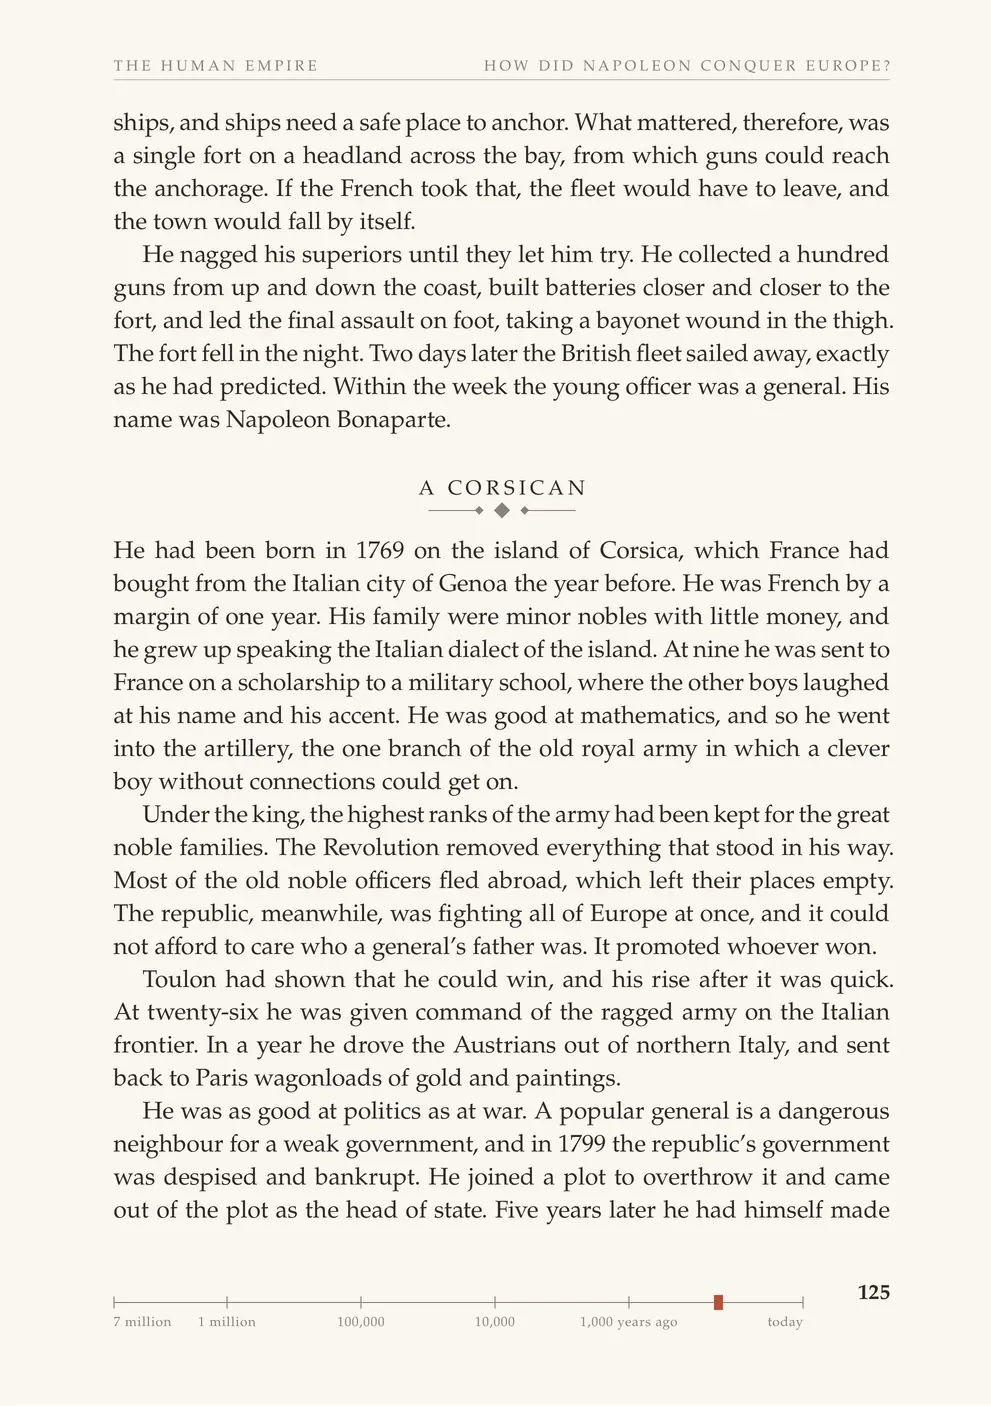 THE HUMAN EMPIRE
HOW DID NAPOLEON CONQUER EUROPE?
ships, and ships need a safe place to anchor. What mattered, therefore, was
a single fort on a headland across the bay, from which guns could reach
the anchorage. If the French took that, the fleet would have to leave, and
the town would fall by itself.
He nagged his superiors until they let him try. He collected a hundred
guns from up and down the coast, built batteries closer and closer to the
fort, and led the final assault on foot, taking a bayonet wound in the thigh.
The fort fell in the night. Two days later the British fleet sailed away, exactly
as he had predicted. Within the week the young officer was a general. His
name was Napoleon Bonaparte.
A CORSICAN
He had been born in 1769 on the island of Corsica, which France had
bought from the Italian city of Genoa the year before. He was French by a
margin of one year. His family were minor nobles with little money, and
he grew up speaking the Italian dialect of the island. At nine he was sent to
France on a scholarship to a military school, where the other boys laughed
at his name and his accent. He was good at mathematics, and so he went
into the artillery, the one branch of the old royal army in which a clever
boy without connections could get on.
Under the king, the highest ranks of the army had been kept for the great
noble families. The Revolution removed everything that stood in his way.
Most of the old noble officers fled abroad, which left their places empty.
The republic, meanwhile, was fighting all of Europe at once, and it could
not afford to care who a general's father was. It promoted whoever won.
Toulon had shown that he could win, and his rise after it was quick.
At twenty-six he was given command of the ragged army on the Italian
frontier. In a year he drove the Austrians out of northern Italy, and sent
back to Paris wagonloads of gold and paintings.
He was as good at politics as at war. A popular general is a dangerous
neighbour for a weak government, and in 1799 the republic's government
was despised and bankrupt. He joined a plot to overthrow it and came
out of the plot as the head of state. Five years later he had himself made
125
7 million 1 million 100,000 10,000 1,000 years ago today